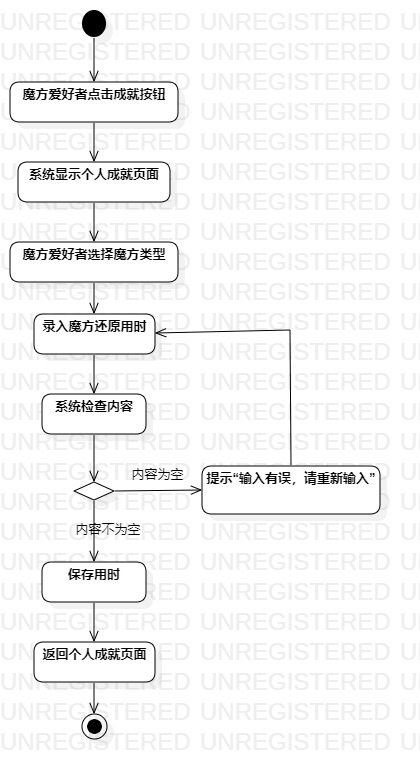 魔方爱好者点击成就按钮
系统显示个人成就页面
魔方爱好者选择魔方类型
录入魔方还原用时
系统检查内容
内容为空
提示“输入有误，请重新输入”
内容不为空
保存用时
返回个人成就页面
UNREGISTERED